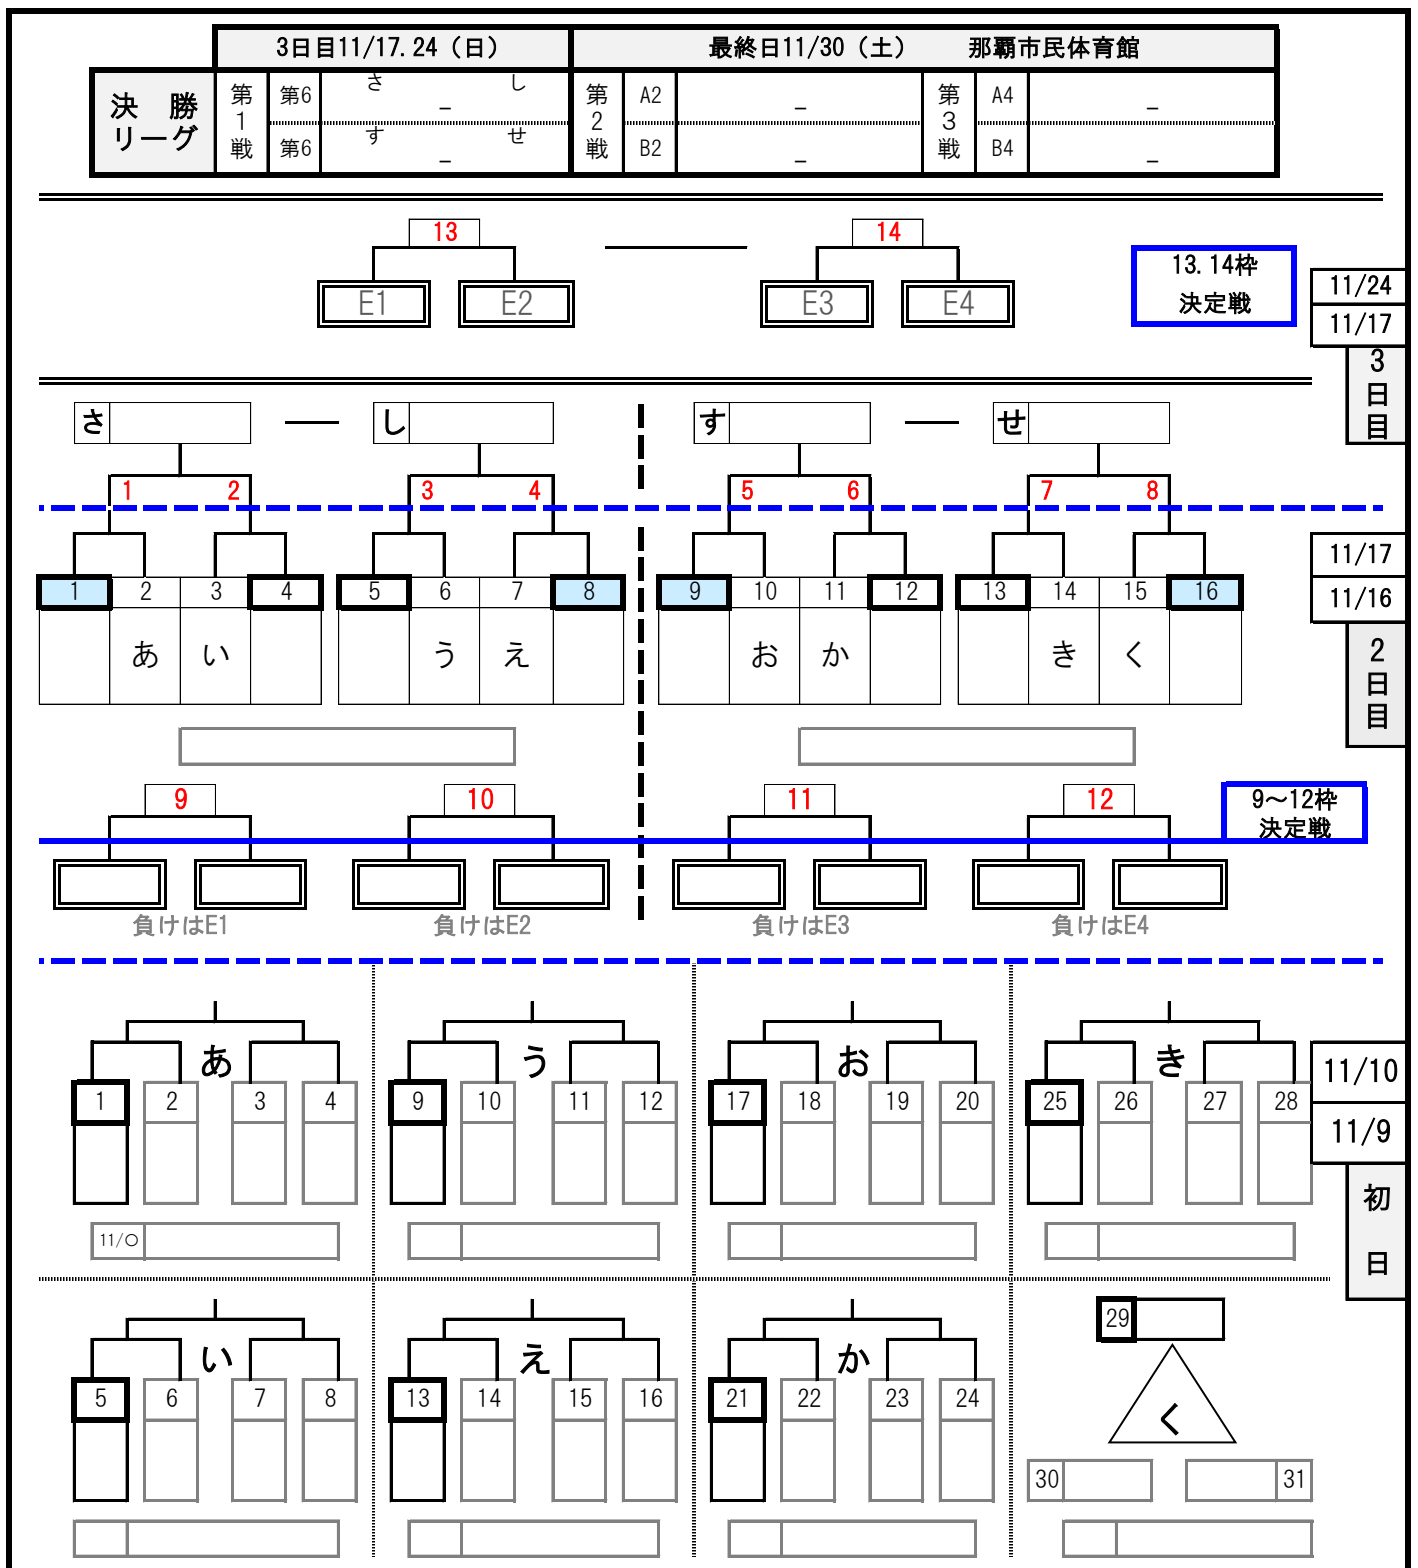 3日目11/17.24（日）
最終日11/30（土）　　那覇市民体育館
決　勝
リーグ
第1戦
第6
さ
–
し
第6
す
–
せ
第2戦
A2
–
B2
–
第3戦
A4
–
B4
–
13
14
E1
E2
E3
E4
13.14枠
決定戦
11/24
11/17
3日目
さ
し
す
せ
1 2 3 4 5 6 7 8
1 2 3 4 5 6 7 8 9 10 11 12 13 14 15 16
あ い う え お か き く
11/17
11/16
2日目
9 10 11 12
9～12枠
決定戦
負けはE1
負けはE2
負けはE3
負けはE4
あ う お き
1 2 3 4 9 10 11 12 17 18 19 20 25 26 27 28
11/○
11/10
11/9
初日
い え か
5 6 7 8 13 14 15 16 21 22 23 24
29
く
30
31